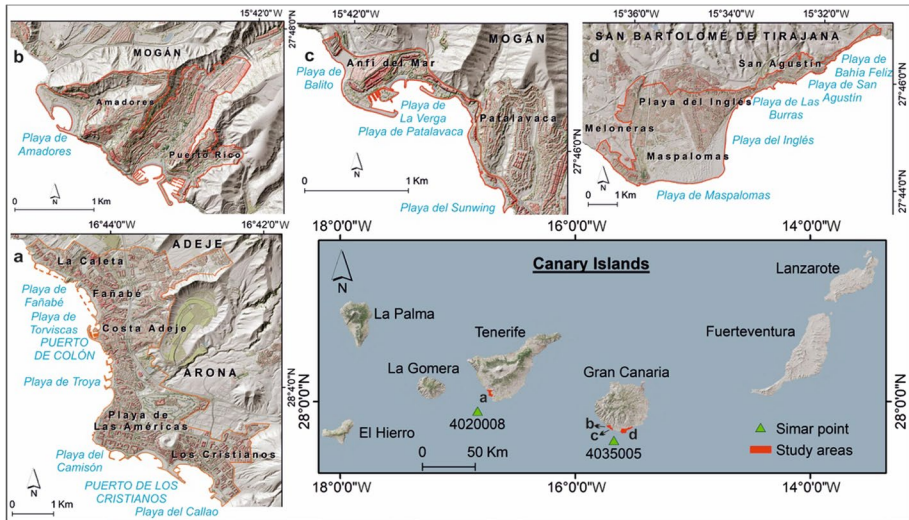 15°42'0"W
27°48'0"N
b
MOGÁN
Amadores
Playa de
Amadores
Puerto Rico
N
0
1 Km
15°42'0"W
15°40'0"W
27°46'0"N
c
MOGÁN
Anfi del Mar
Playa de
Balito
Playa de
La Verga
Playa de Patalavaca
Patalavaca
Playa del Sunwing
N
0
1 Km
15°36'0"W
15°34'0"W
15°32'0"W
27°46'0"N
27°44'0"N
SAN BARTOLOMÉ DE TIRAJANA
d
San Agustín
Playa de
Bahía Feliz
Playa de San
Agustín
Playa del Inglés
Playa de Las
Burras
Meloneras
Playa del Inglés
Maspalomas
Playa de Maspalomas
N
0
1 Km
16°44'0"W
16°42'0"W
28°4'0"N
a
ADEJE
La Caleta
Playa de
Fañabé
Fañabé
Playa de
Torviscas
Costa Adeje
PUERTO
DE COLÓN
ARONA
Playa de Troya
Playa de
Las Américas
Playa del
Camisón
Los Cristianos
PUERTO DE LOS
CRISTIANOS
Playa del Callao
N
0
1 Km
18°0'0"W
16°0'0"W
14°0'0"W
28°0'0"N
N
Canary Islands
Lanzarote
La Palma
Tenerife
Fuerteventura
La Gomera
Gran Canaria
a
El Hierro
4020008
b
c
d
4035005
0
50 Km
Simar point
Study areas
18°0'0"W
16°0'0"W
14°0'0"W